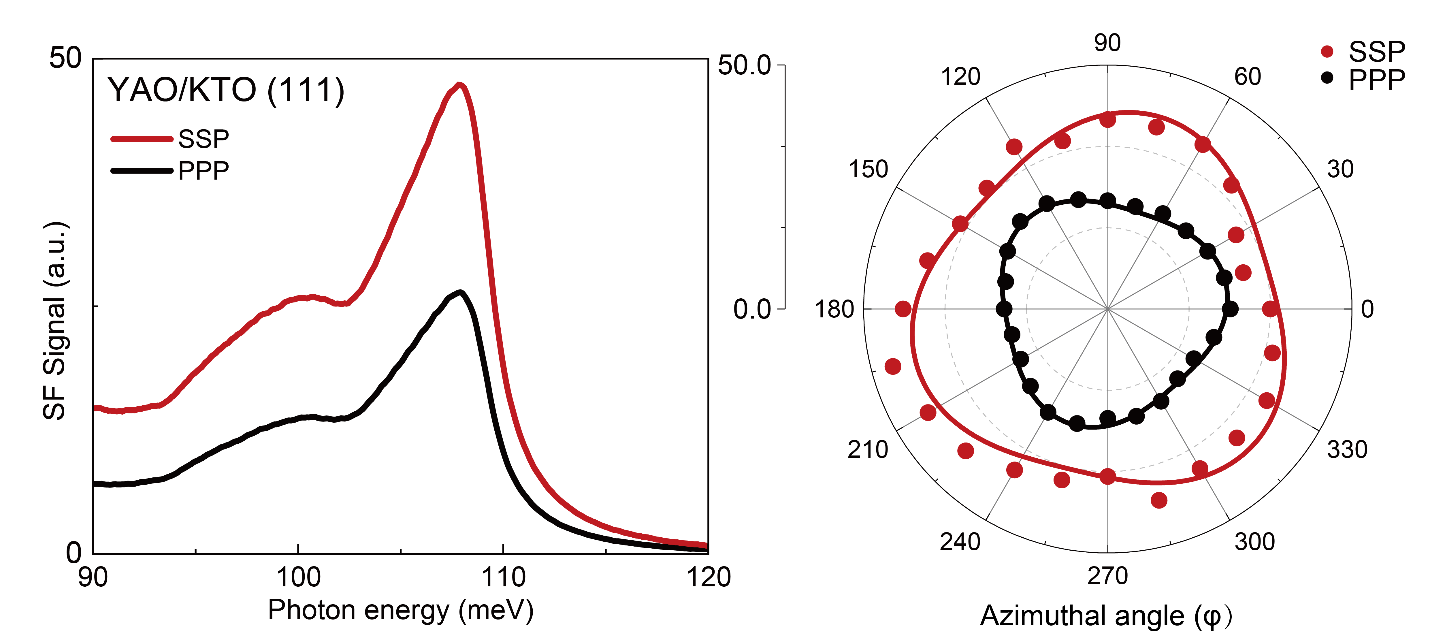 YAO/KTO (111)
SSP
PPP
50
0
SF Signal (a.u.)
90
100
110
120
Photon energy (meV)
50.0
0.0
90
120
60
150
30
180
0
210
330
240
300
270
SSP
PPP
Azimuthal angle (φ)